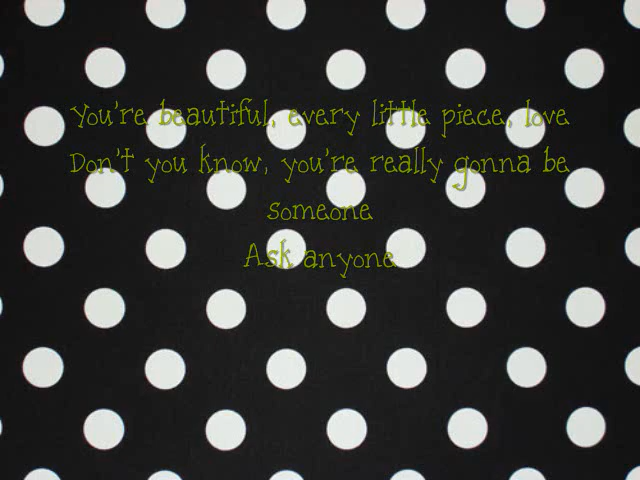 You're beautiful, every little piece, love
Don't you know, you're really gonna be
someone
Ask anyone